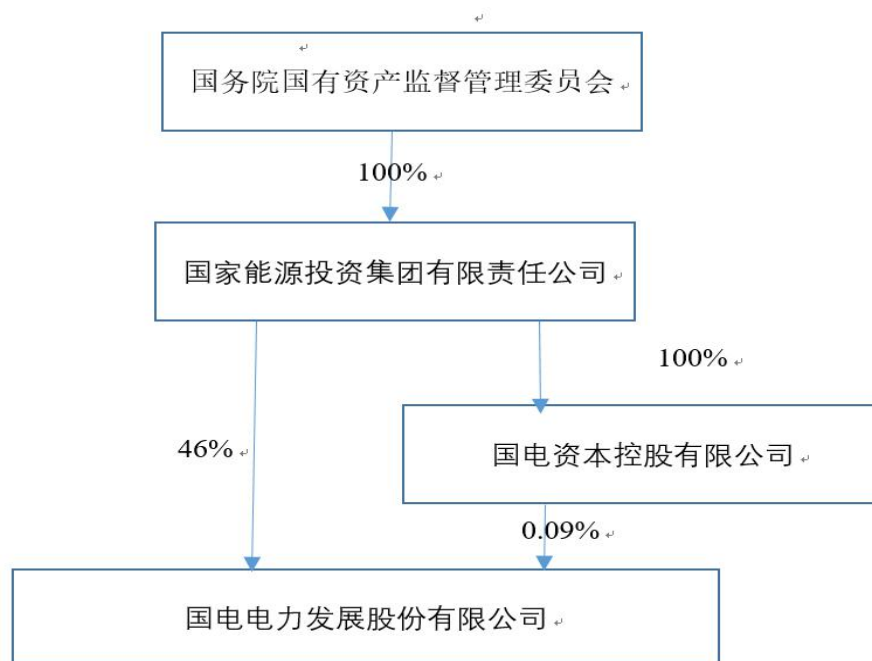 国务院国有资产监督管理委员会
100%
国家能源投资集团有限责任公司
100%
46%
国电资本控股有限公司
0.09%
国电电力发展股份有限公司